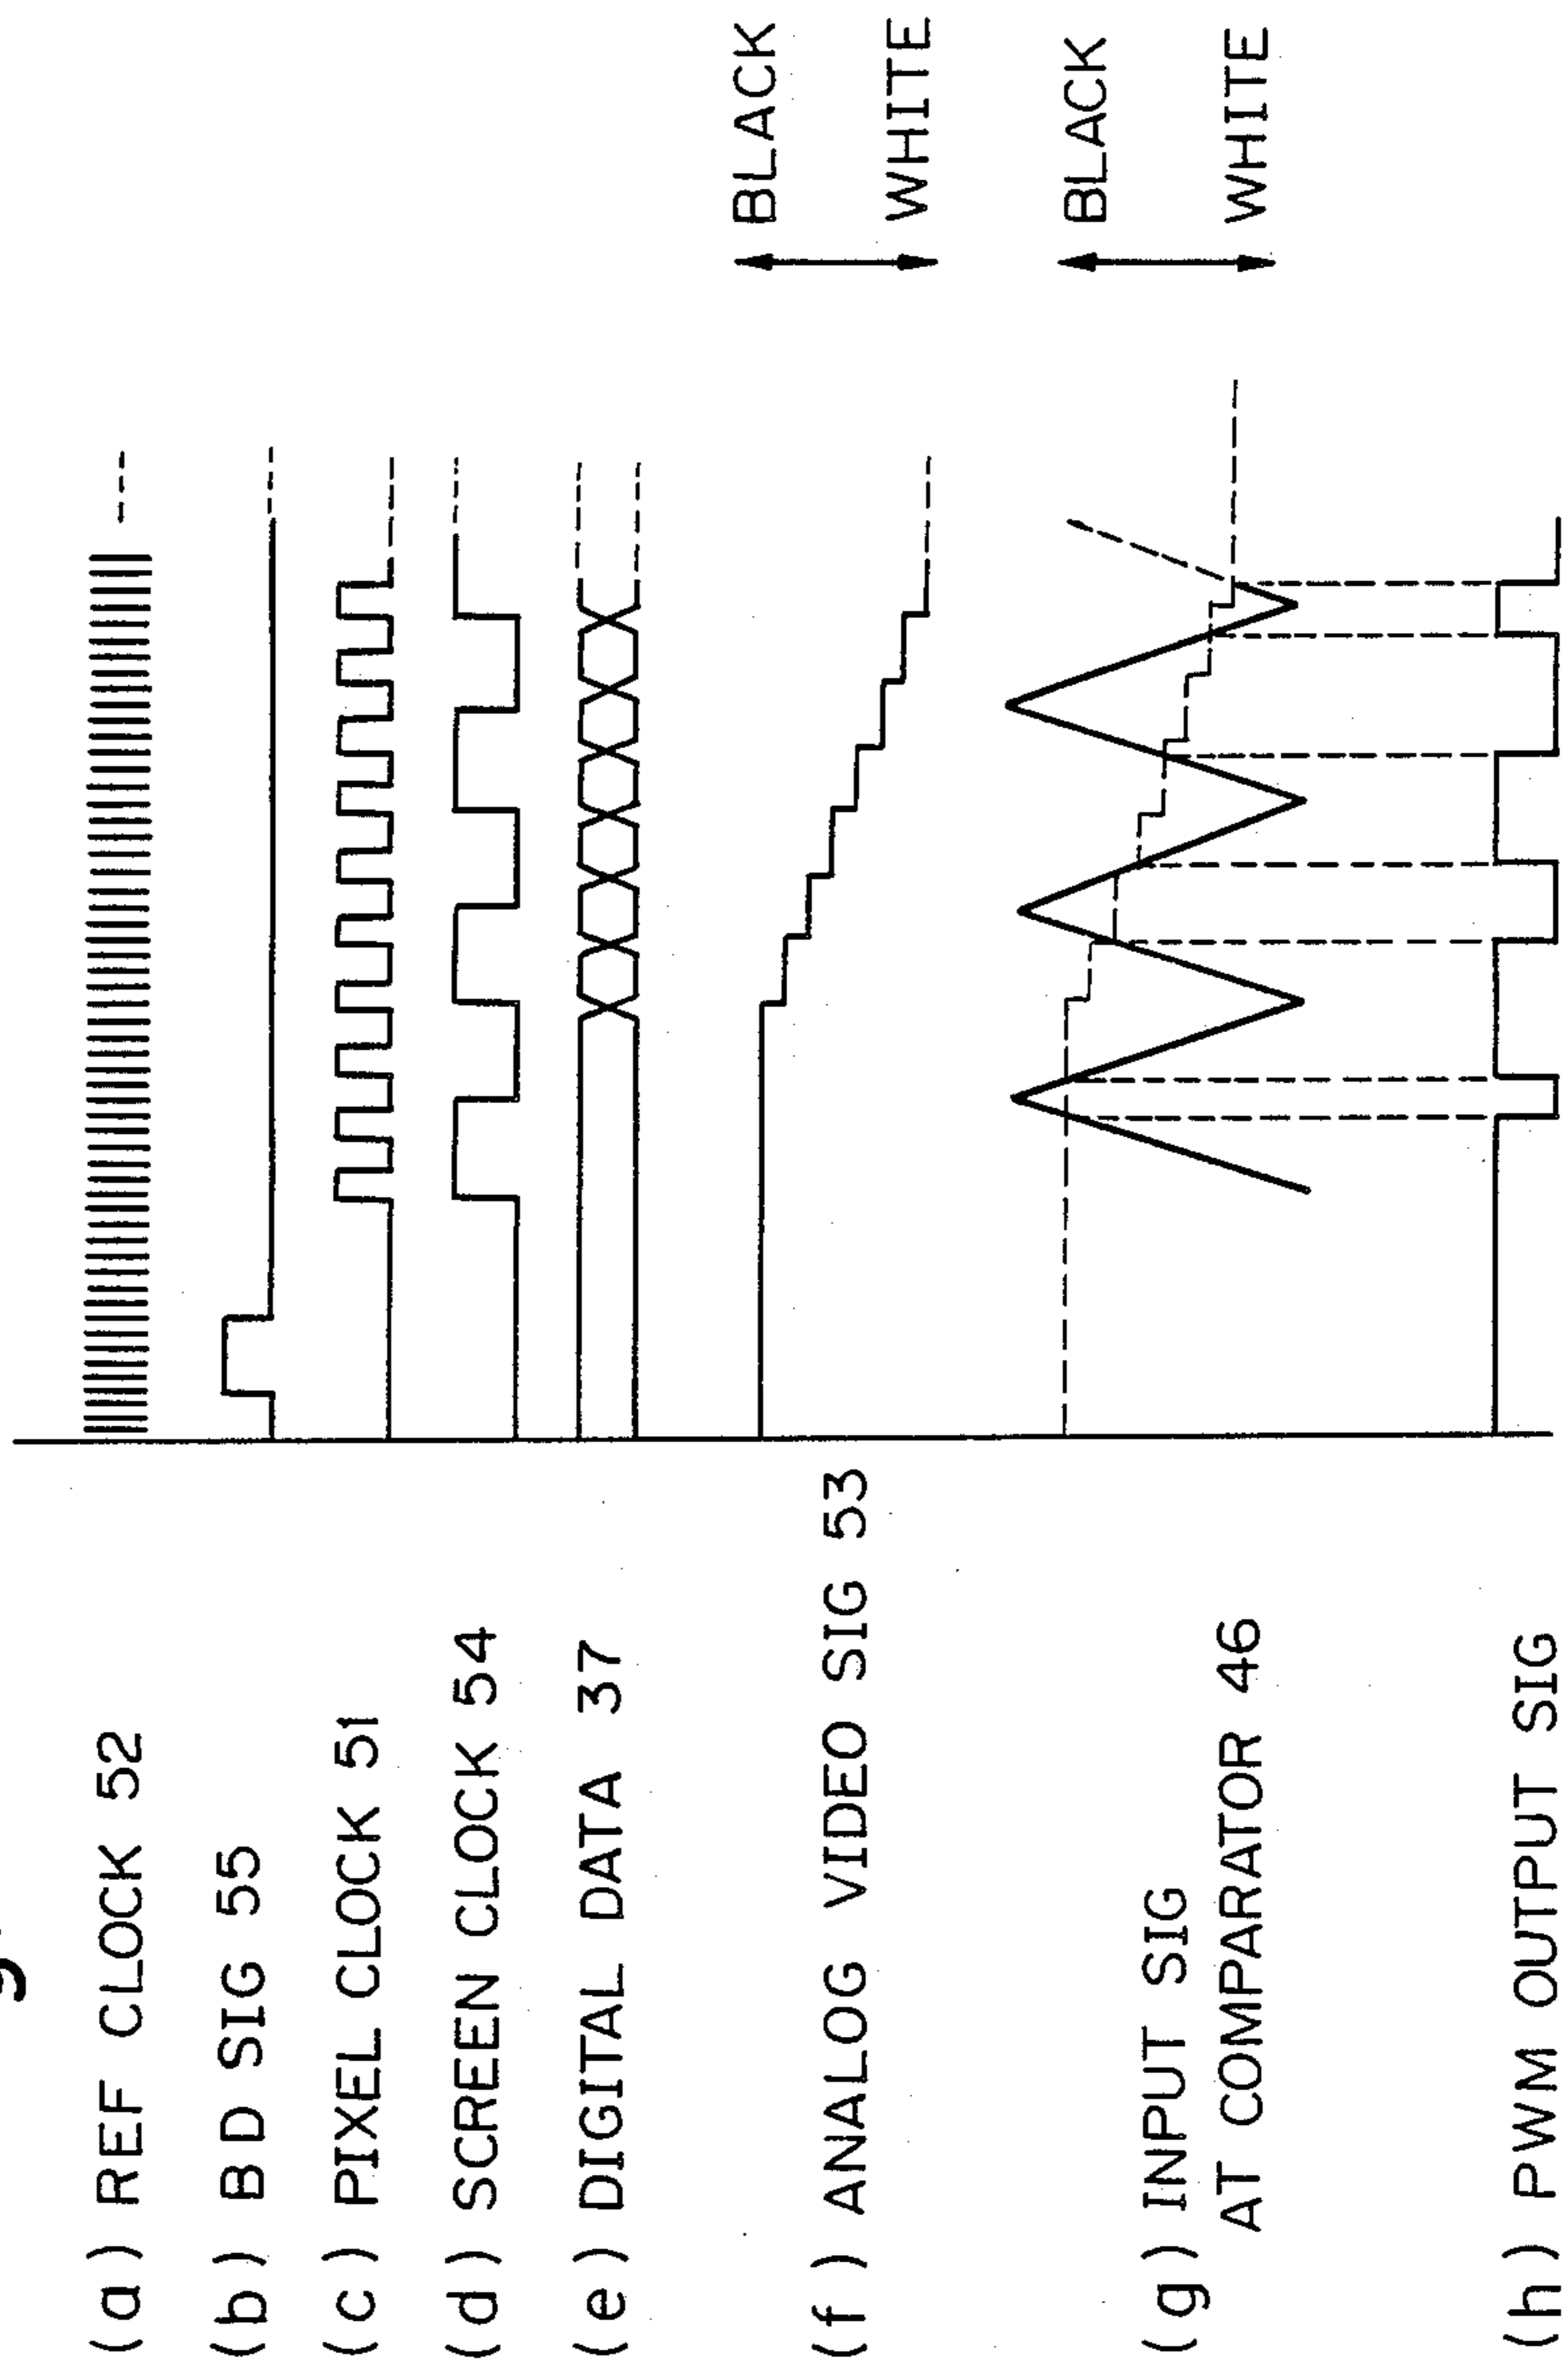 (a) REF CLOCK 52
(b) BD SIG 55
(c) PIXEL CLOCK 51
(d) SCREEN CLOCK 54
(e) DIGITAL DATA 37
(f) ANALOG VIDEO SIG 53
BLACK
WHITE
(g) INPUT SIG
AT COMPARATOR 46
BLACK
WHITE
(h) PWM OUTPUT SIG